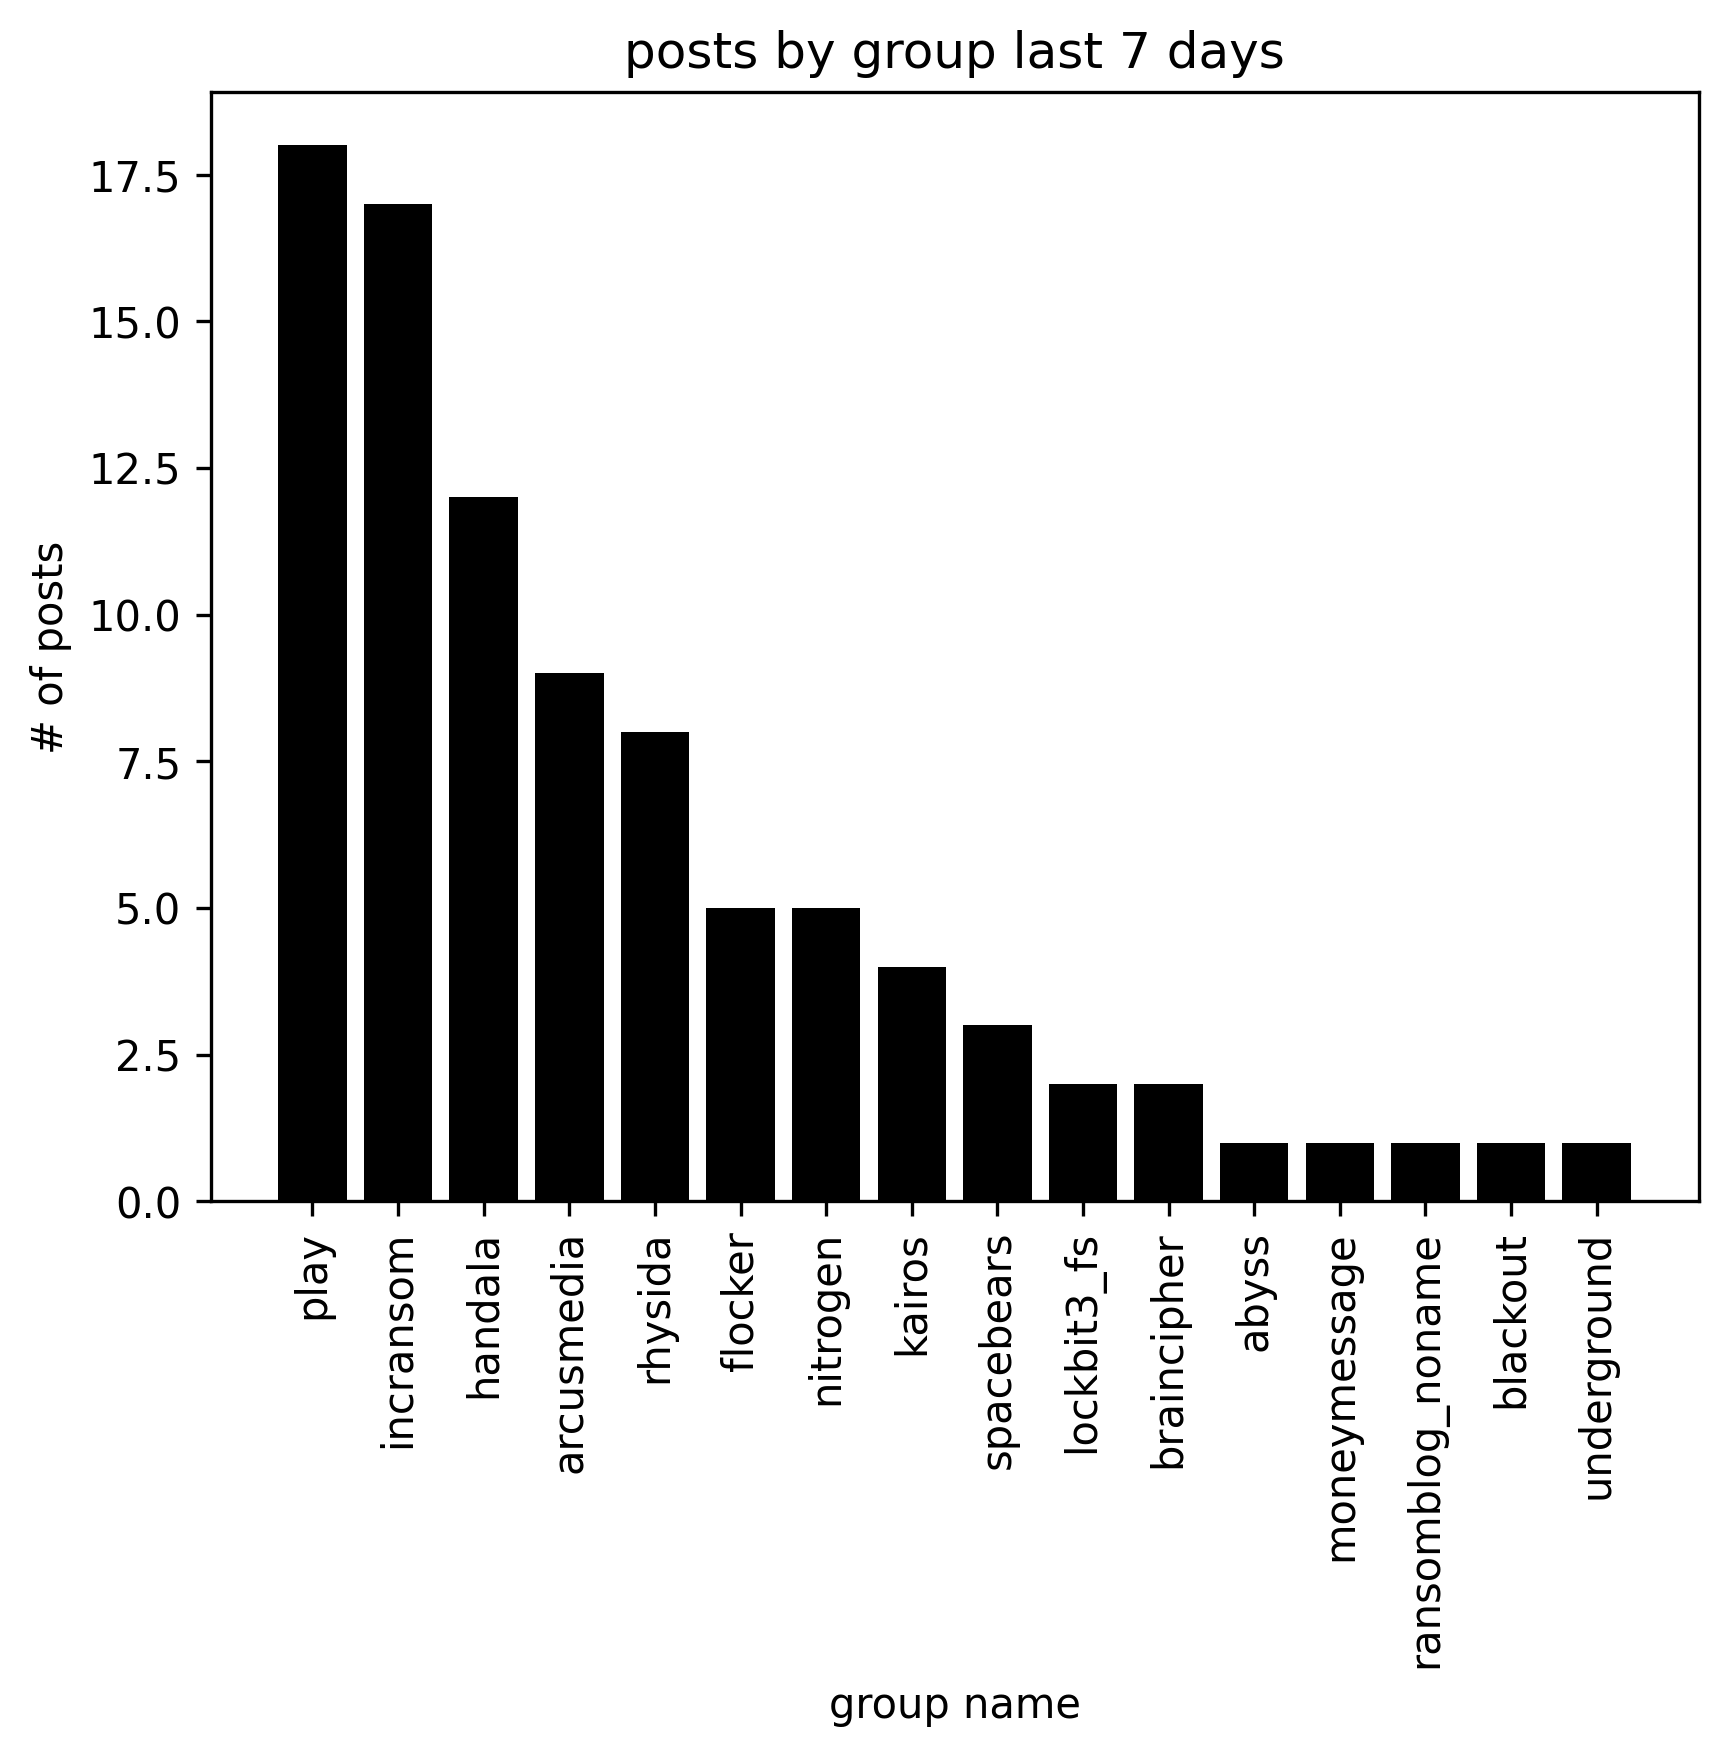 posts by group last 7 days
# of posts
17.5
15.0
12.5
10.0
7.5
5.0
2.5
0.0
play
incransom
handala
arcusmedia
rhysida
flocker
nitrogen
kairos
spacebears
lockbit3_fs
braincipher
abyss
moneymessage
ransomblog_noname
blackout
underground
group name